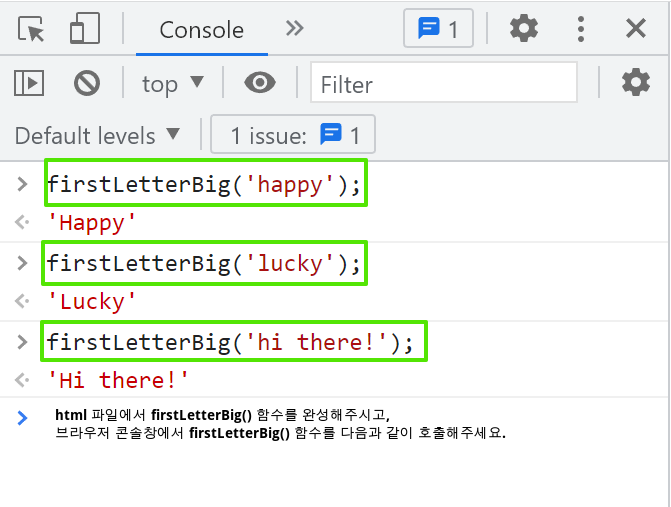 Console 1
top Filter
Default levels 1 issue: 1
firstLetterBig('happy');
'Happy'
firstLetterBig('lucky');
'Lucky'
firstLetterBig('hi there!');
'Hi there!'
html 파일에서 firstLetterBig() 함수를 완성해주시고,
브라우저 콘솔창에서 firstLetterBig() 함수를 다음과 같이 호출해주세요.